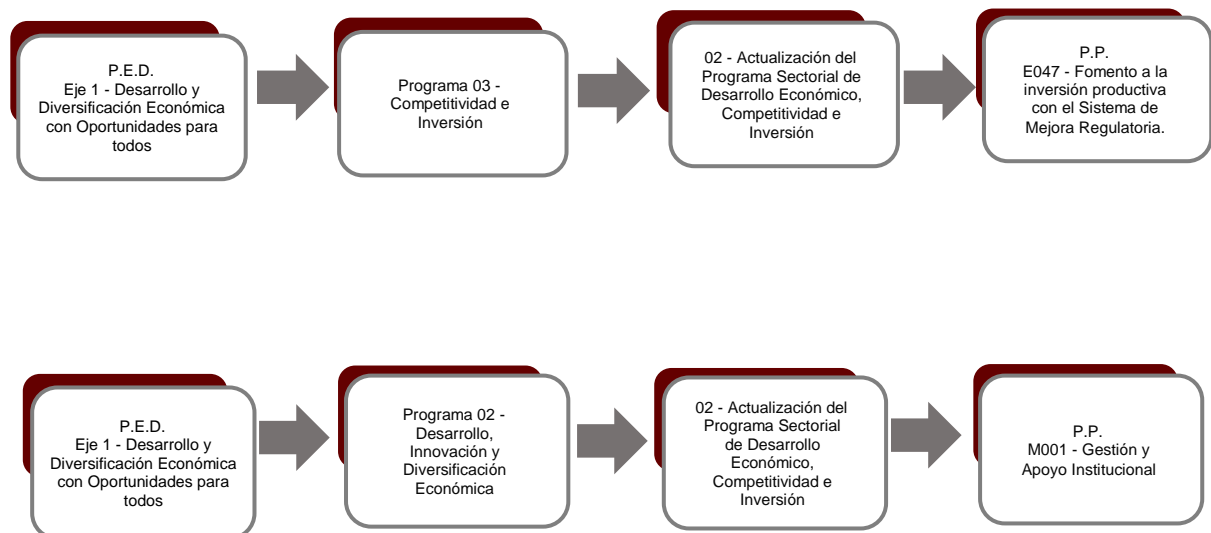 P.E.D.
Eje 1 - Desarrollo y
Diversificación Económica
con Oportunidades para
todos
Programa 03 -
Competitividad e
Inversión
02 - Actualización del
Programa Sectorial de
Desarrollo Económico,
Competitividad e
Inversión
P.P.
E047 - Fomento a la
inversión productiva
con el Sistema de
Mejora Regulatoria.
P.E.D.
Eje 1 - Desarrollo y
Diversificación Económica
con Oportunidades para
todos
Programa 02 -
Desarrollo,
Innovación y
Diversificación
Económica
02 - Actualización del
Programa Sectorial
de Desarrollo
Económico,
Competitividad e
Inversión
P.P.
M001 - Gestión y
Apoyo Institucional